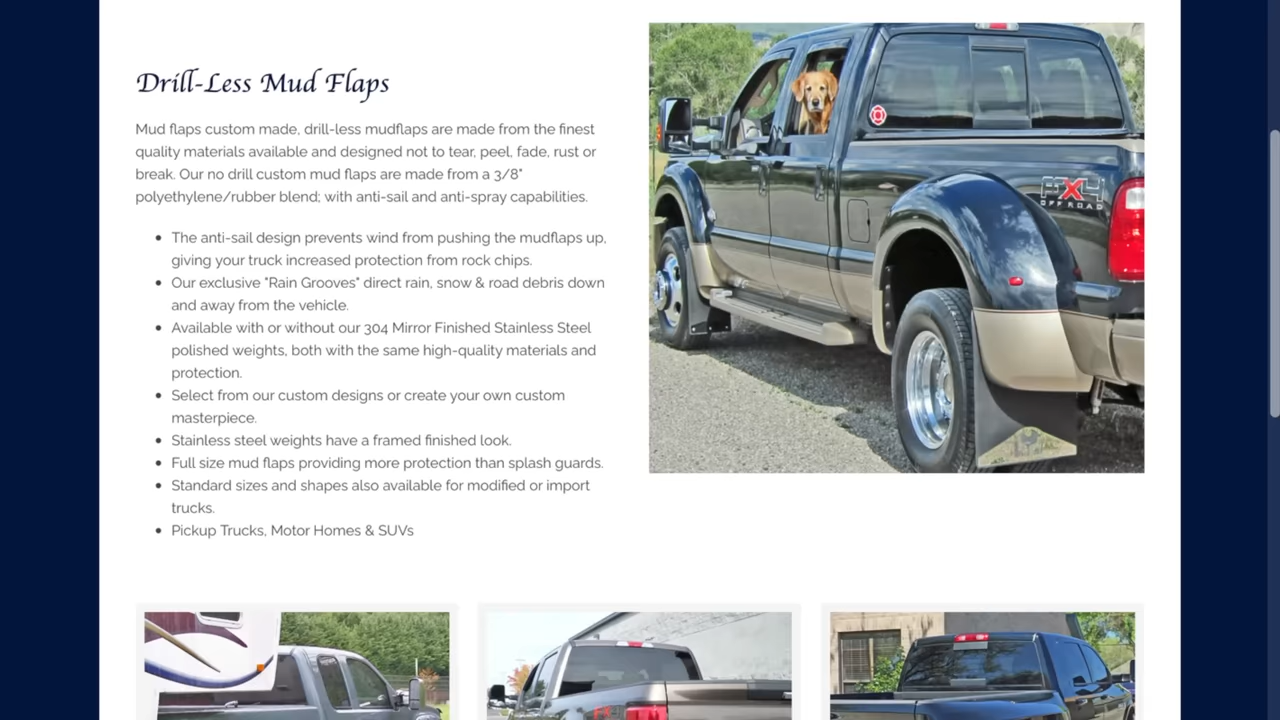 Drill-Less Mud Flaps
Mud flaps custom made, drill-less mudflaps are made from the finest
quality materials available and designed not to tear, peel, fade, rust or
break. Our no drill custom mud flaps are made from a 3/8"
polyethylene/rubber blend; with anti-sail and anti-spray capabilities.
• The anti-sail design prevents wind from pushing the mudflaps up,
giving your truck increased protection from rock chips.
• Our exclusive "Rain Grooves" direct rain, snow & road debris down
and away from the vehicle.
• Available with or without our 304 Mirror Finished Stainless Steel
polished weights, both with the same high-quality materials and
protection.
• Select from our custom designs or create your own custom
masterpiece.
• Stainless steel weights have a framed finished look.
• Full size mud flaps providing more protection than splash guards.
• Standard sizes and shapes also available for modified or import
trucks.
• Pickup Trucks, Motor Homes & SUVs
FX4
OFF ROAD